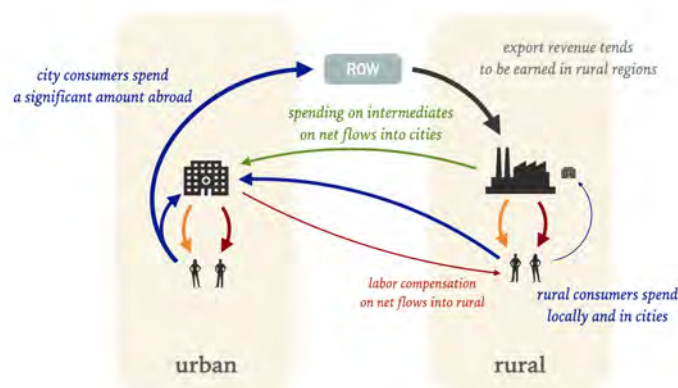 city consumers spend
a significant amount abroad
ROW
export revenue tends
to be earned in rural regions
spending on intermediates
on net flows into cities
labor compensation
on net flows into rural
rural consumers spend
locally and in cities
urban
rural